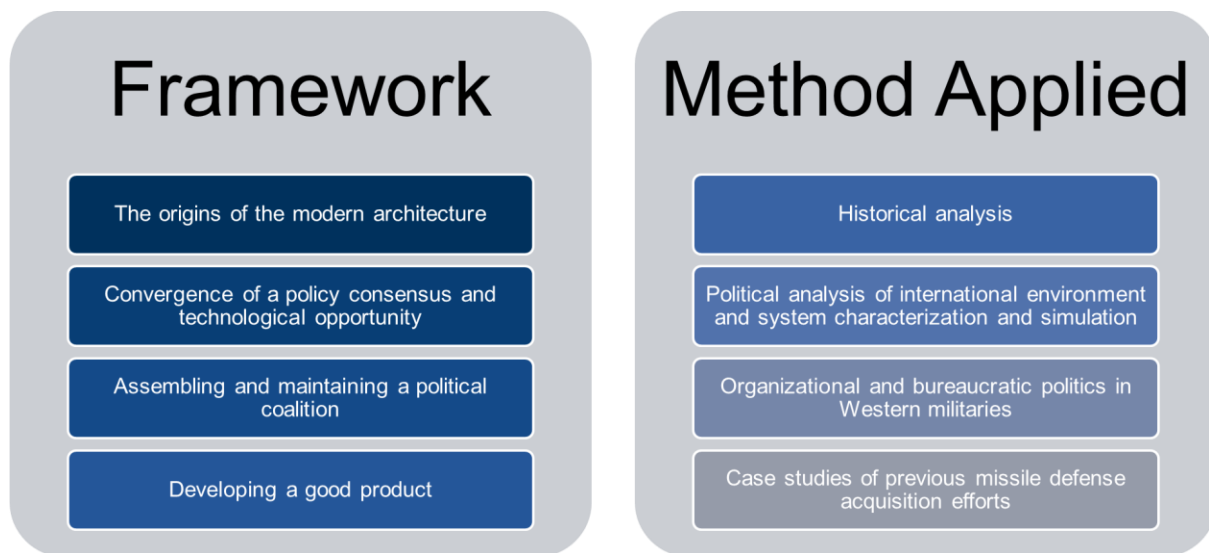 Framework
The origins of the modern architecture
Convergence of a policy consensus and
technological opportunity
Assembling and maintaining a political
coalition
Developing a good product
Method Applied
Historical analysis
Political analysis of international environment
and system characterization and simulation
Organizational and bureaucratic politics in
Western militaries
Case studies of previous missile defense
acquisition efforts